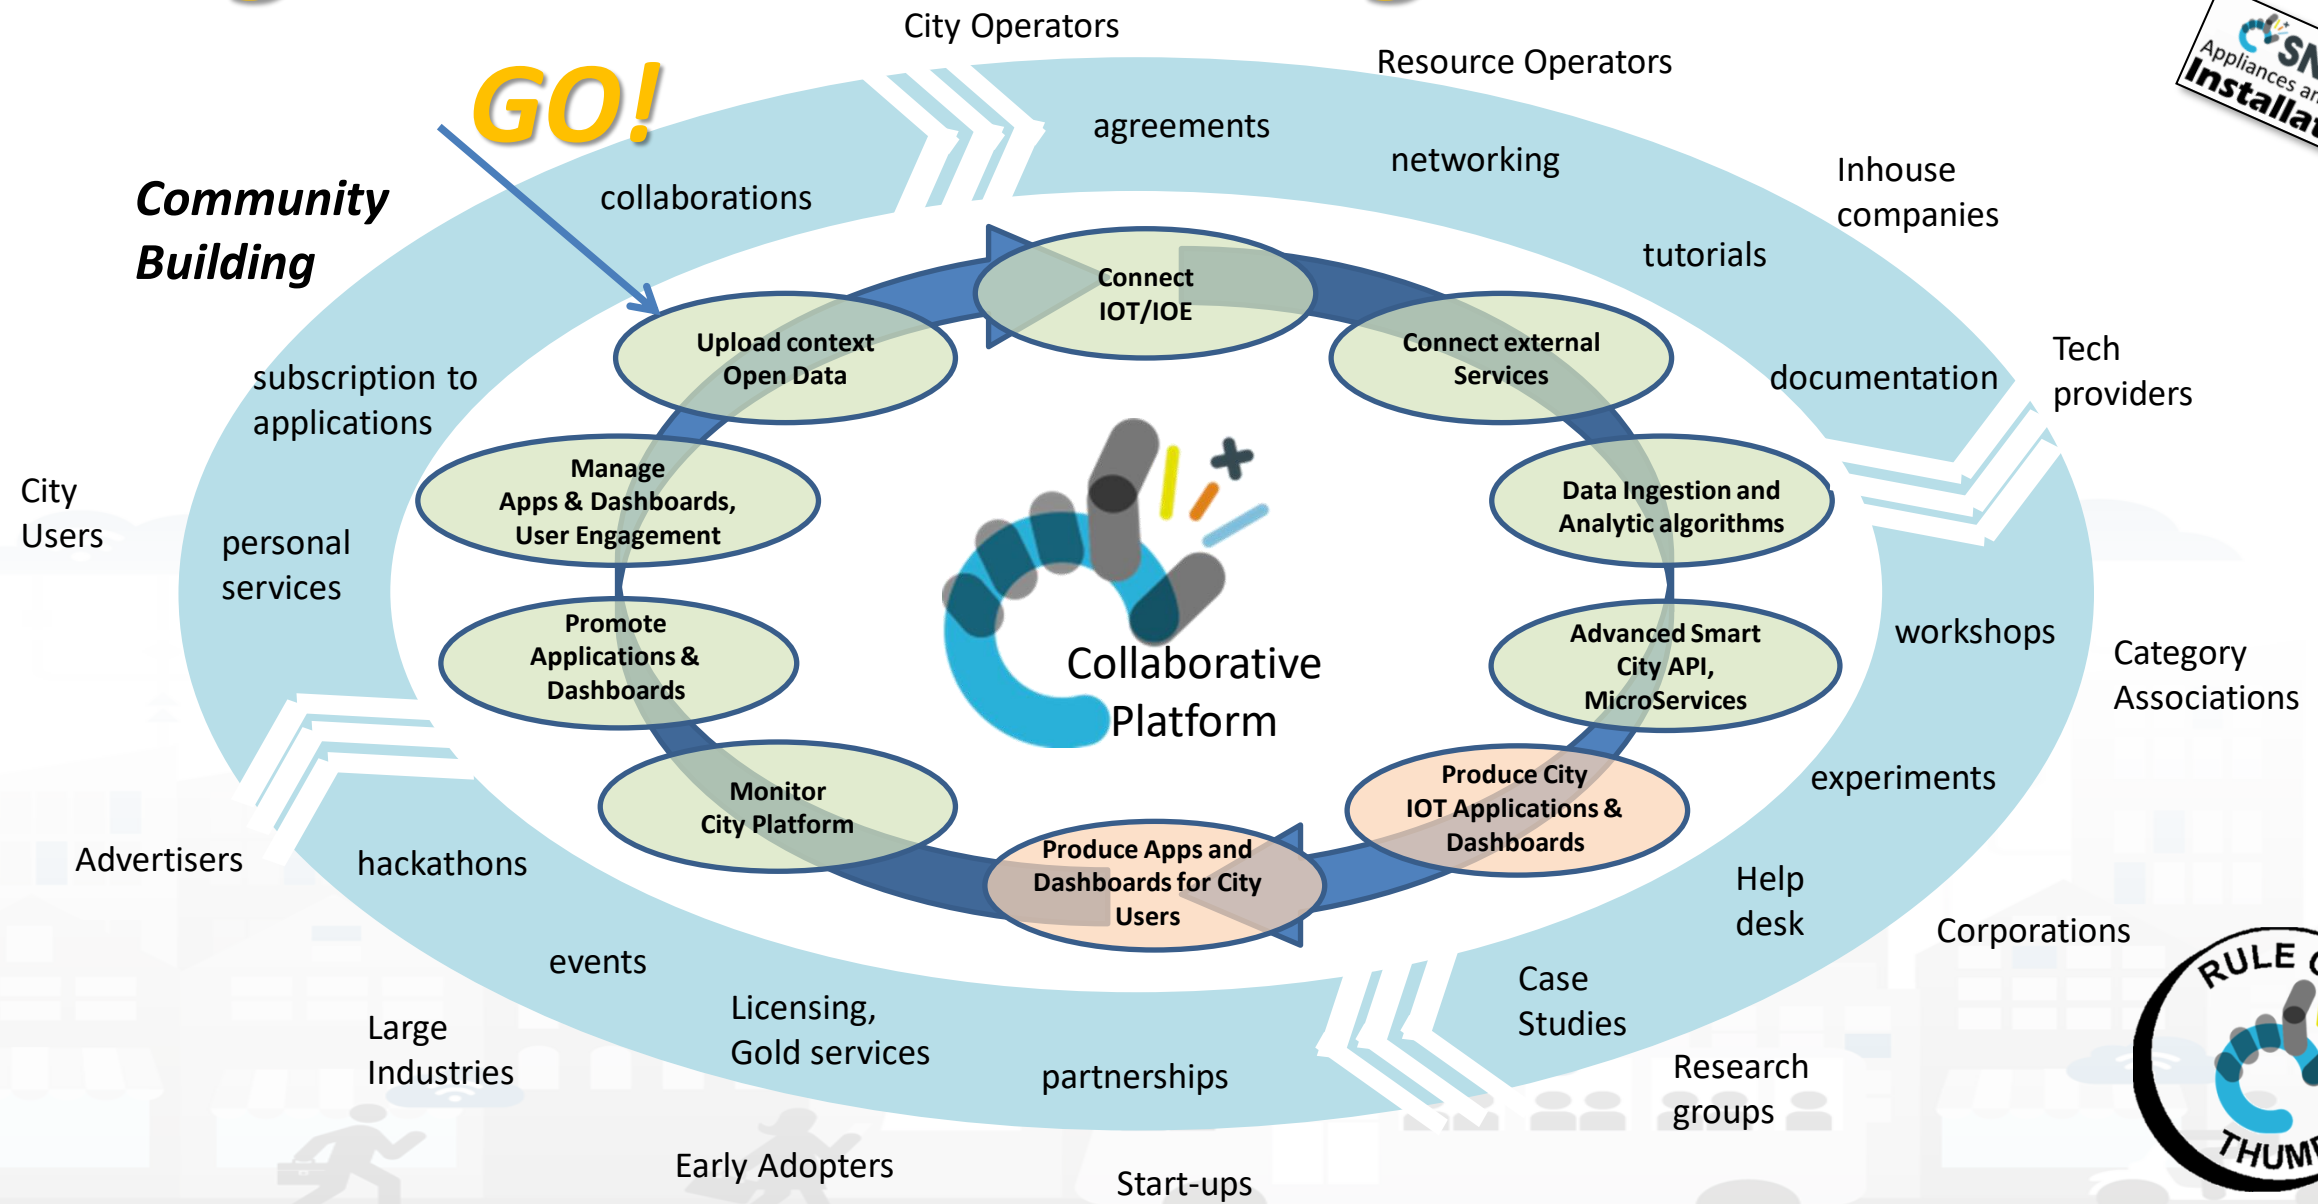 City Operators
Resource Operators
GO!
agreements
networking
Inhouse
companies
Community
Building
collaborations
tutorials
Connect
IOT/IOE
Upload context
Open Data
Connect external
Services
Tech
providers
documentation
subscription to
applications
Manage
Apps & Dashboards,
User Engagement
Data Ingestion and
Analytic algorithms
City
Users
personal
services
Promote
Applications &
Dashboards
Collaborative
Platform
Advanced Smart
City API,
MicroServices
workshops
Category
Associations
Monitor
City Platform
Produce City
IOT Applications &
Dashboards
experiments
Produce Apps and
Dashboards for City
Users
Advertisers
hackathons
Help
desk
Corporations
events
Case
Studies
Licensing,
Gold services
Large
Industries
partnerships
Research
groups
Early Adopters
Start-ups
Appliances
RULE